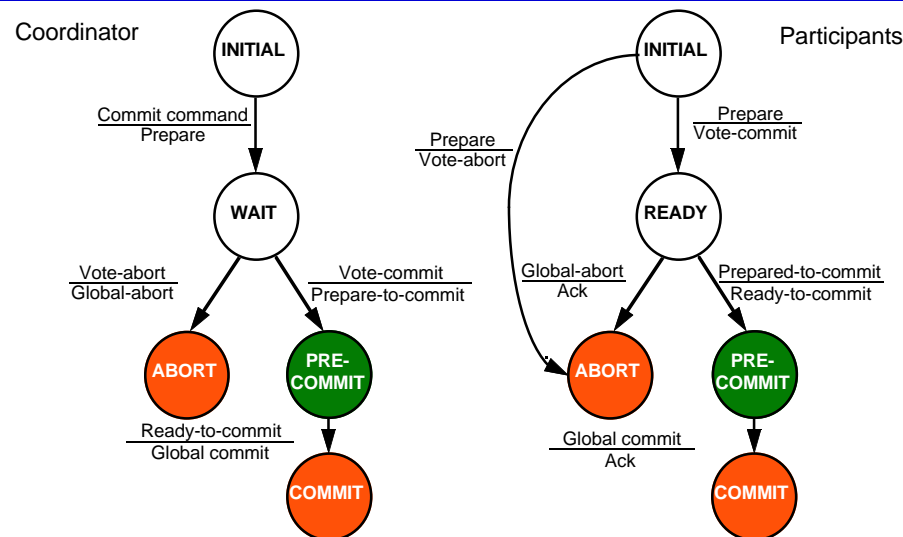 Coordinator
Participants
INITIAL
INITIAL
Commit command
Prepare
Prepare
Vote-commit
Prepare
Vote-abort
WAIT
READY
Vote-abort
Global-abort
Vote-commit
Prepare-to-commit
Global-abort
Ack
Prepared-to-commit
Ready-to-commit
ABORT
PRE-
COMMIT
ABORT
PRE-
COMMIT
Ready-to-commit
Global commit
Global commit
Ack
COMMIT
COMMIT